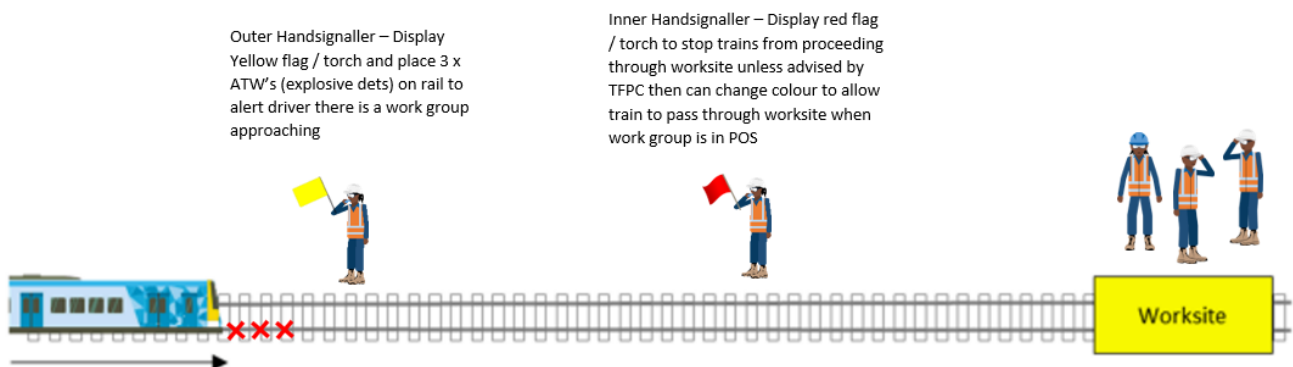 Outer Handsignaller – Display
Yellow flag / torch and place 3 x
ATW's (explosive dets) on rail to
alert driver there is a work group
approaching
Inner Handsignaller – Display red flag
/ torch to stop trains from proceeding
through worksite unless advised by
TFPC then can change colour to allow
train to pass through worksite when
work group is in POS
Worksite